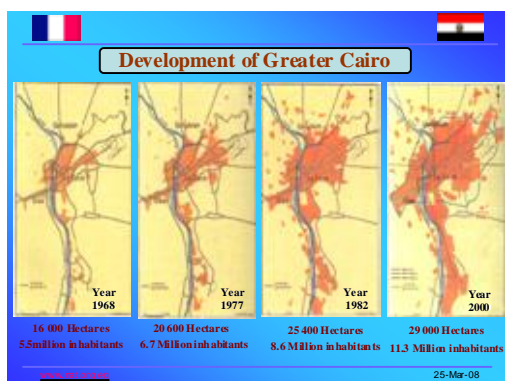 Development of Greater Cairo
Year
1968
Year
1977
Year
1982
Year
2000
16 000 Hectares
5.5million inhabitants
20 600 Hectares
6.7 Million inhabitants
25 400 Hectares
8.6 Million inhabitants
29 000 Hectares
11.3 Million inhabitants
25-Mar-08